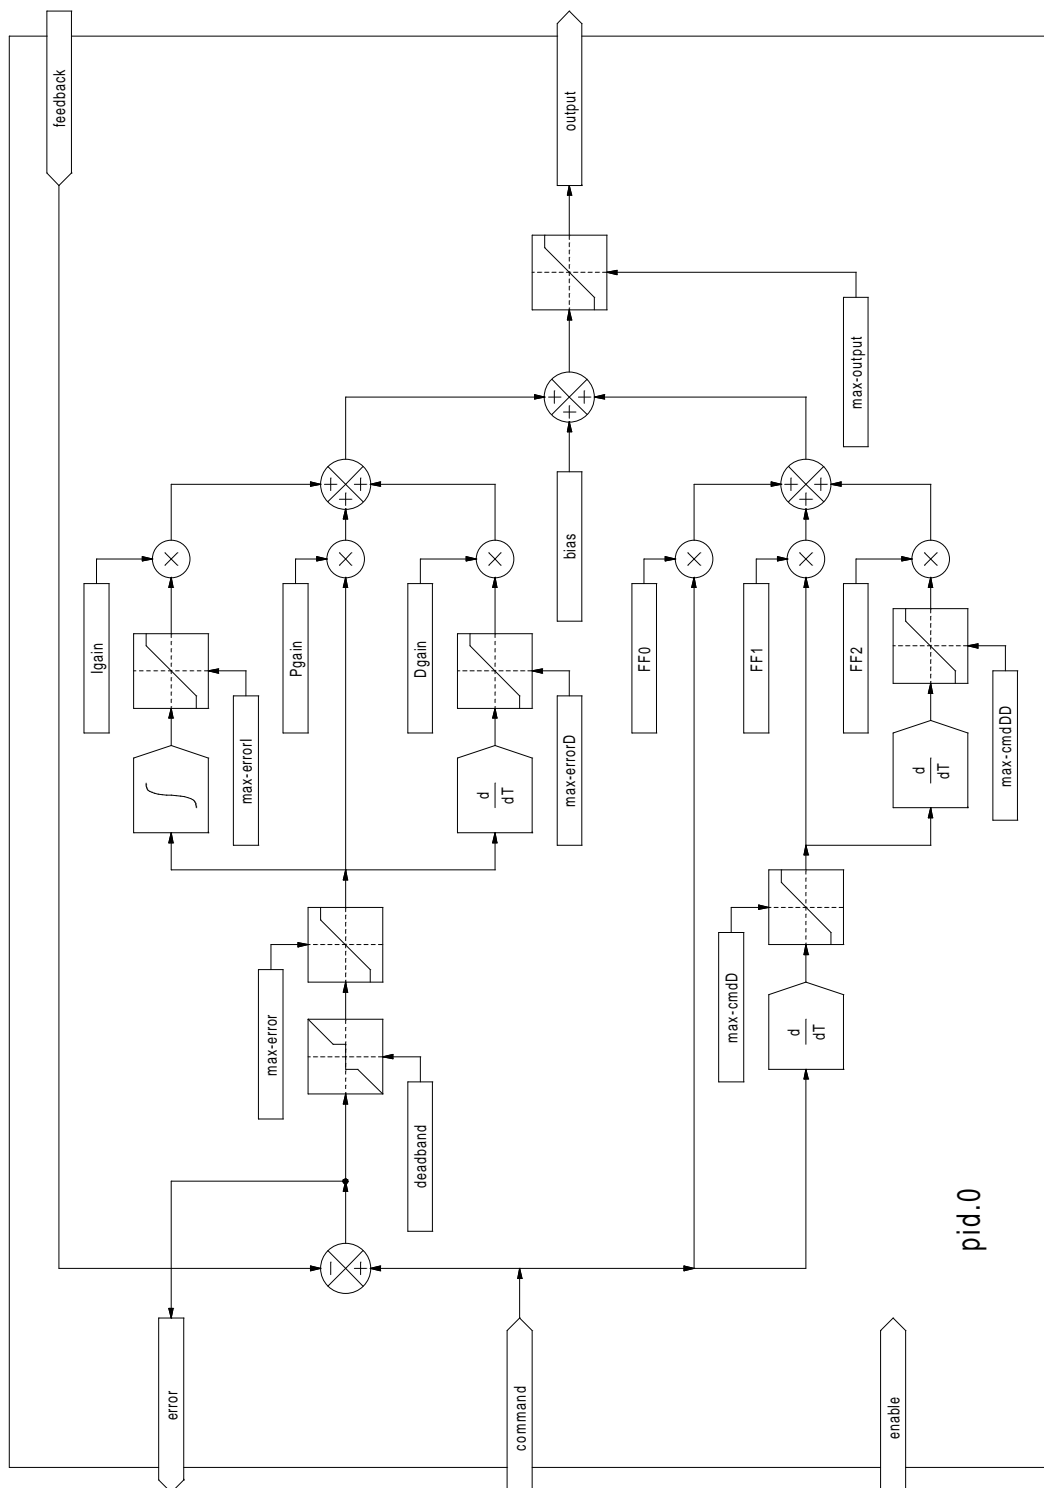 feedback
Igain
error
max-errorI
max-error
Pgain
deadband
Dgain
d
dT
command
max-errorD
bias
output
FF0
max-cmdD
FF1
d
dT
FF2
max-output
enable
d
dT
pid.0
max-cmdDD